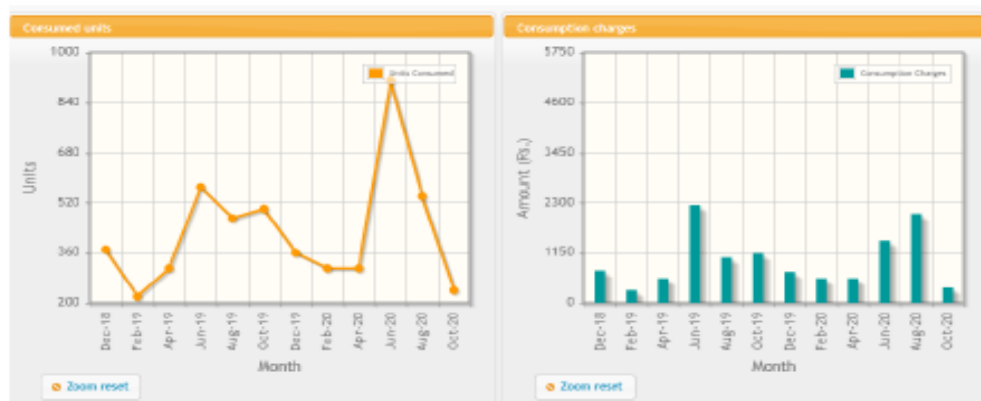 Consumed units
1000
840
680
520
360
200
Units
Units Consumed
Dec-18
Feb-19
Apr-19
Jun-19
Aug-19
Oct-19
Dec-19
Feb-20
Apr-20
Jun-20
Aug-20
Oct-20
Month
Zoom reset
Consumption charges
5750
4600
3450
2300
1150
0
Amount (Rs.)
Consumption Charges
Dec-18
Feb-19
Apr-19
Jun-19
Aug-19
Oct-19
Dec-19
Feb-20
Apr-20
Jun-20
Aug-20
Oct-20
Month
Zoom reset